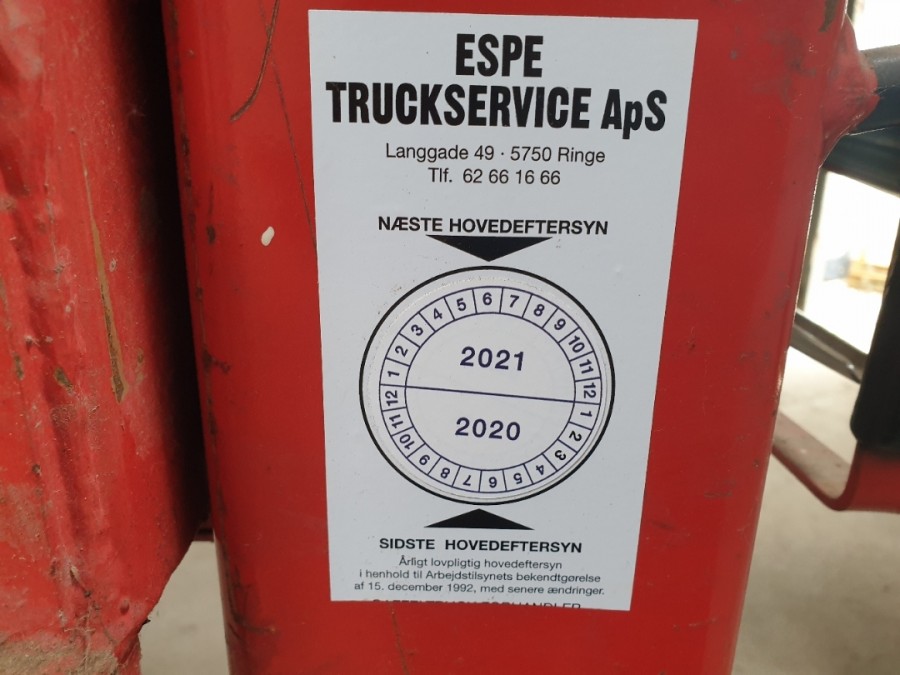 ESPE
TRUCKSERVICE ApS
Langgade 49 · 5750 Ringe
Tlf. 62 66 16 66
NÆSTE HOVEDEFTERSYN
1 2 3 4 5 6 7 8 9 10 11 12
2021
2020
12 11 10 9 8 7 6 5 4 3 2 1
SIDSTE HOVEDEFTERSYN
Årligt lovpligtig hovedeftersyn
i henhold til Arbejdstilsynets bekendtgørelse
af 15. december 1992, med senere ændringer.